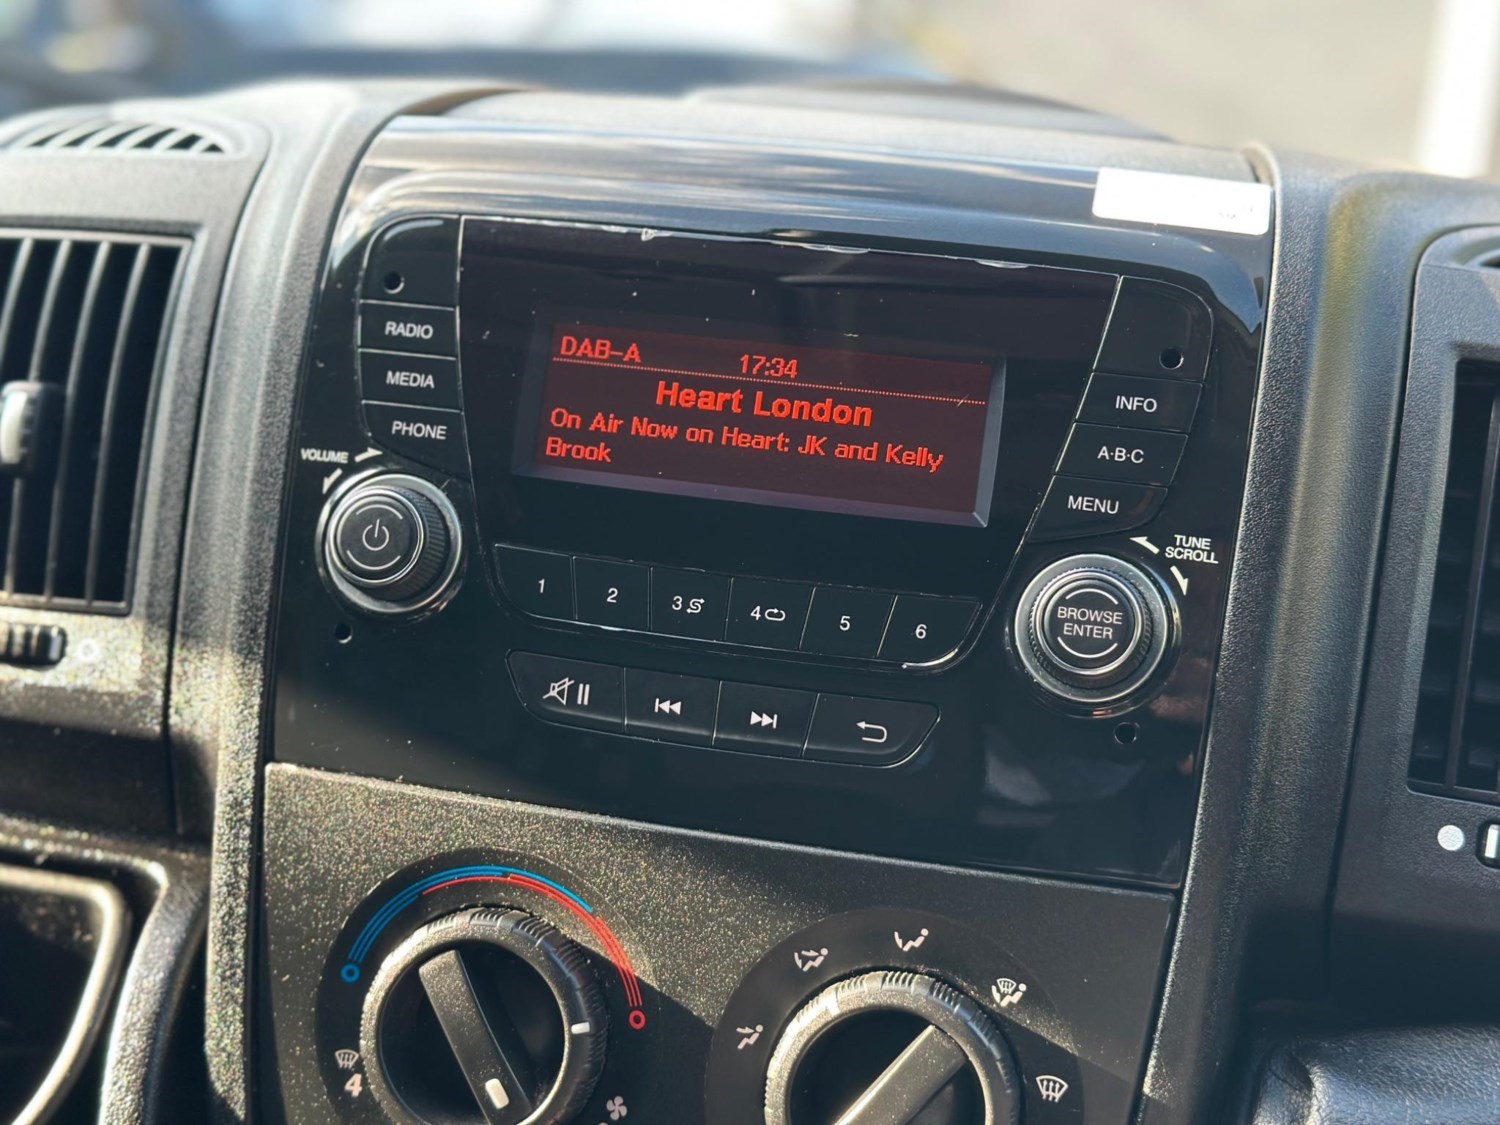 RADIO
MEDIA
PHONE
VOLUME
DAB-A 17:34
Heart London
On Air Now on Heart: JK and Kelly
Brook
INFO
A·B·C
MENU
TUNE
SCROLL
BROWSE
ENTER
1 2 3 4 5 6
4